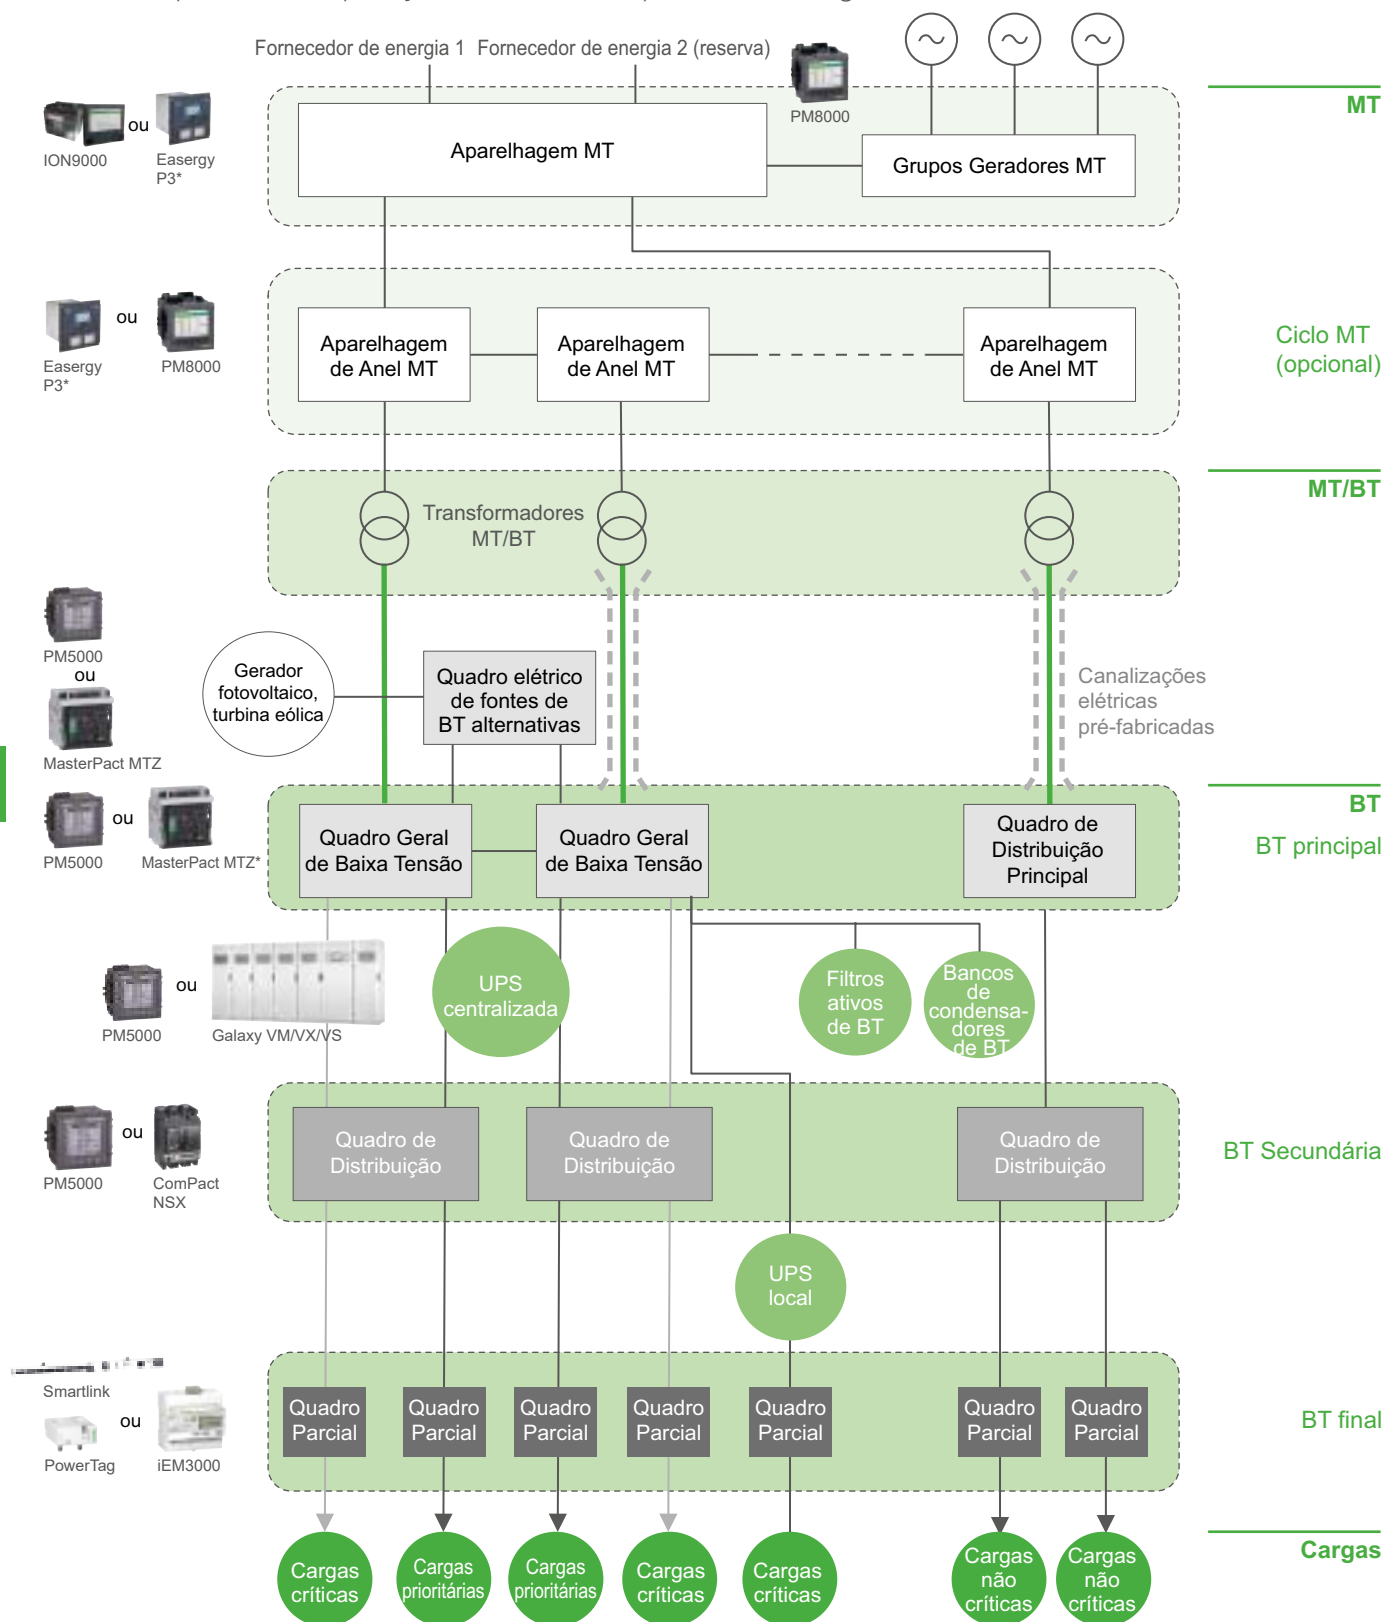 Fornecedor de energia 1
Fornecedor de energia 2 (reserva)
PM8000
MT
ION9000
ou
Easergy
P3*
Aparelhagem MT
Grupos Geradores MT
Easergy
P3*
ou
PM8000
Aparelhagem
de Anel MT
Aparelhagem
de Anel MT
Aparelhagem
de Anel MT
Ciclo MT
(opcional)
MT/BT
Transformadores
MT/BT
PM5000
ou
MasterPact MTZ
Gerador
fotovoltaico,
turbina eólica
Quadro elétrico
de fontes de
BT alternativas
Canalizações
elétricas
pré-fabricadas
BT
BT principal
PM5000
ou
MasterPact MTZ*
Quadro Geral
de Baixa Tensão
Quadro Geral
de Baixa Tensão
Quadro de
Distribuição
Principal
PM5000
ou
Galaxy VM/VX/VS
UPS
centralizada
Filtros
ativos
de BT
Bancos
de
condensa-
dores
de BT
PM5000
ou
ComPact
NSX
Quadro de
Distribuição
Quadro de
Distribuição
Quadro de
Distribuição
BT Secundária
UPS
local
Smartlink
PowerTag
ou
iEM3000
Quadro
Parcial
Quadro
Parcial
Quadro
Parcial
Quadro
Parcial
Quadro
Parcial
Quadro
Parcial
Quadro
Parcial
BT final
Cargas
críticas
Cargas
prioritárias
Cargas
prioritárias
Cargas
críticas
Cargas
críticas
Cargas
não
críticas
Cargas
não
críticas
Cargas